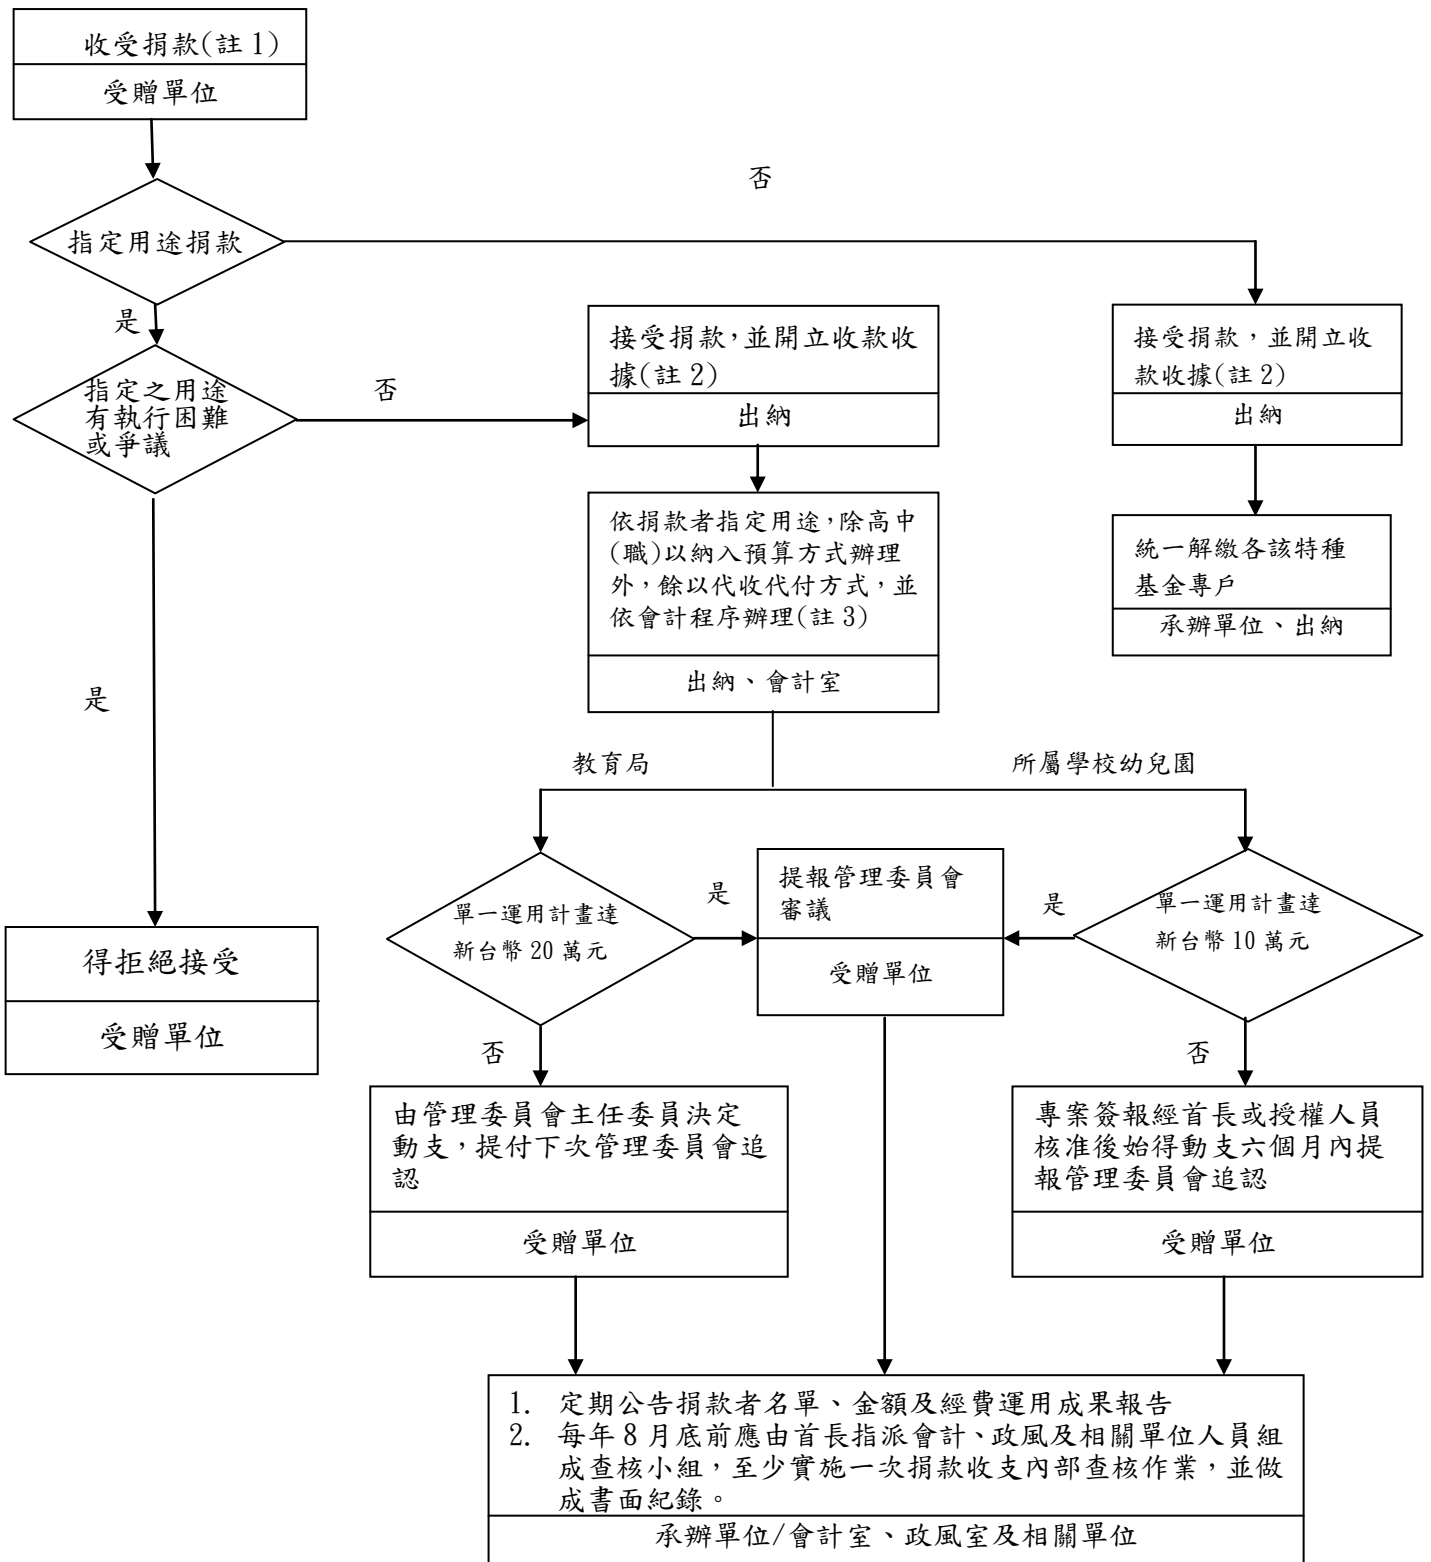 收受捐款(註 1)
受贈單位
否
指定用途捐款
是
指定之用途
有執行困難
或爭議
否
接受捐款，並開立收款收
據(註 2)
出納
接受捐款，並開立收
款收據(註 2)
出納
依捐款者指定用途，除高中
(職)以納入預算方式辦理
外，餘以代收代付方式，並
依會計程序辦理(註 3)
出納、會計室
統一解繳各該特種
基金專戶
承辦單位、出納
是
教育局
所屬學校幼兒園
單一運用計畫達
新台幣 20 萬元
是
提報管理委員會
審議
受贈單位
是
單一運用計畫達
新台幣 10 萬元
得拒絕接受
受贈單位
否
否
由管理委員會主任委員決定
動支，提付下次管理委員會追
認
受贈單位
專案簽報經首長或授權人員
核准後始得動支六個月內提
報管理委員會追認
受贈單位
1. 定期公告捐款者名單、金額及經費運用成果報告
2. 每年 8 月底前應由首長指派會計、政風及相關單位人員組
成查核小組，至少實施一次捐款收支內部查核作業，並做
成書面紀錄。
承辦單位/會計室、政風室及相關單位